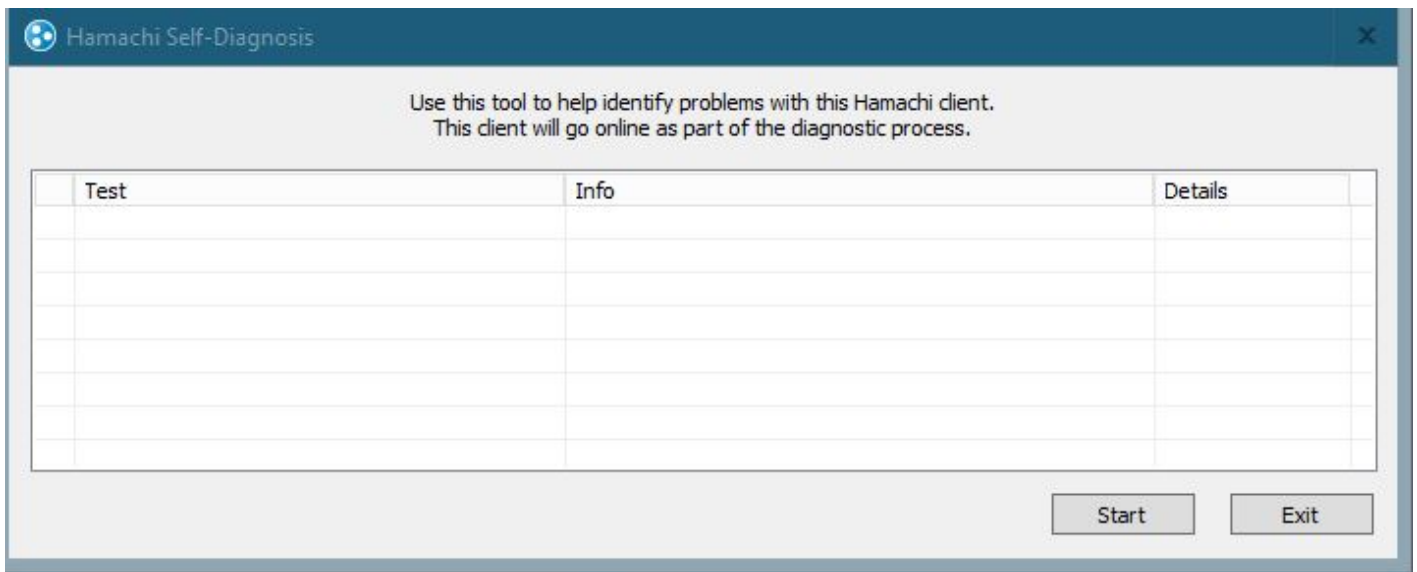 Hamachi Self-Diagnosis
Use this tool to help identify problems with this Hamachi client.
This client will go online as part of the diagnostic process.
Test Info Details
Start Exit